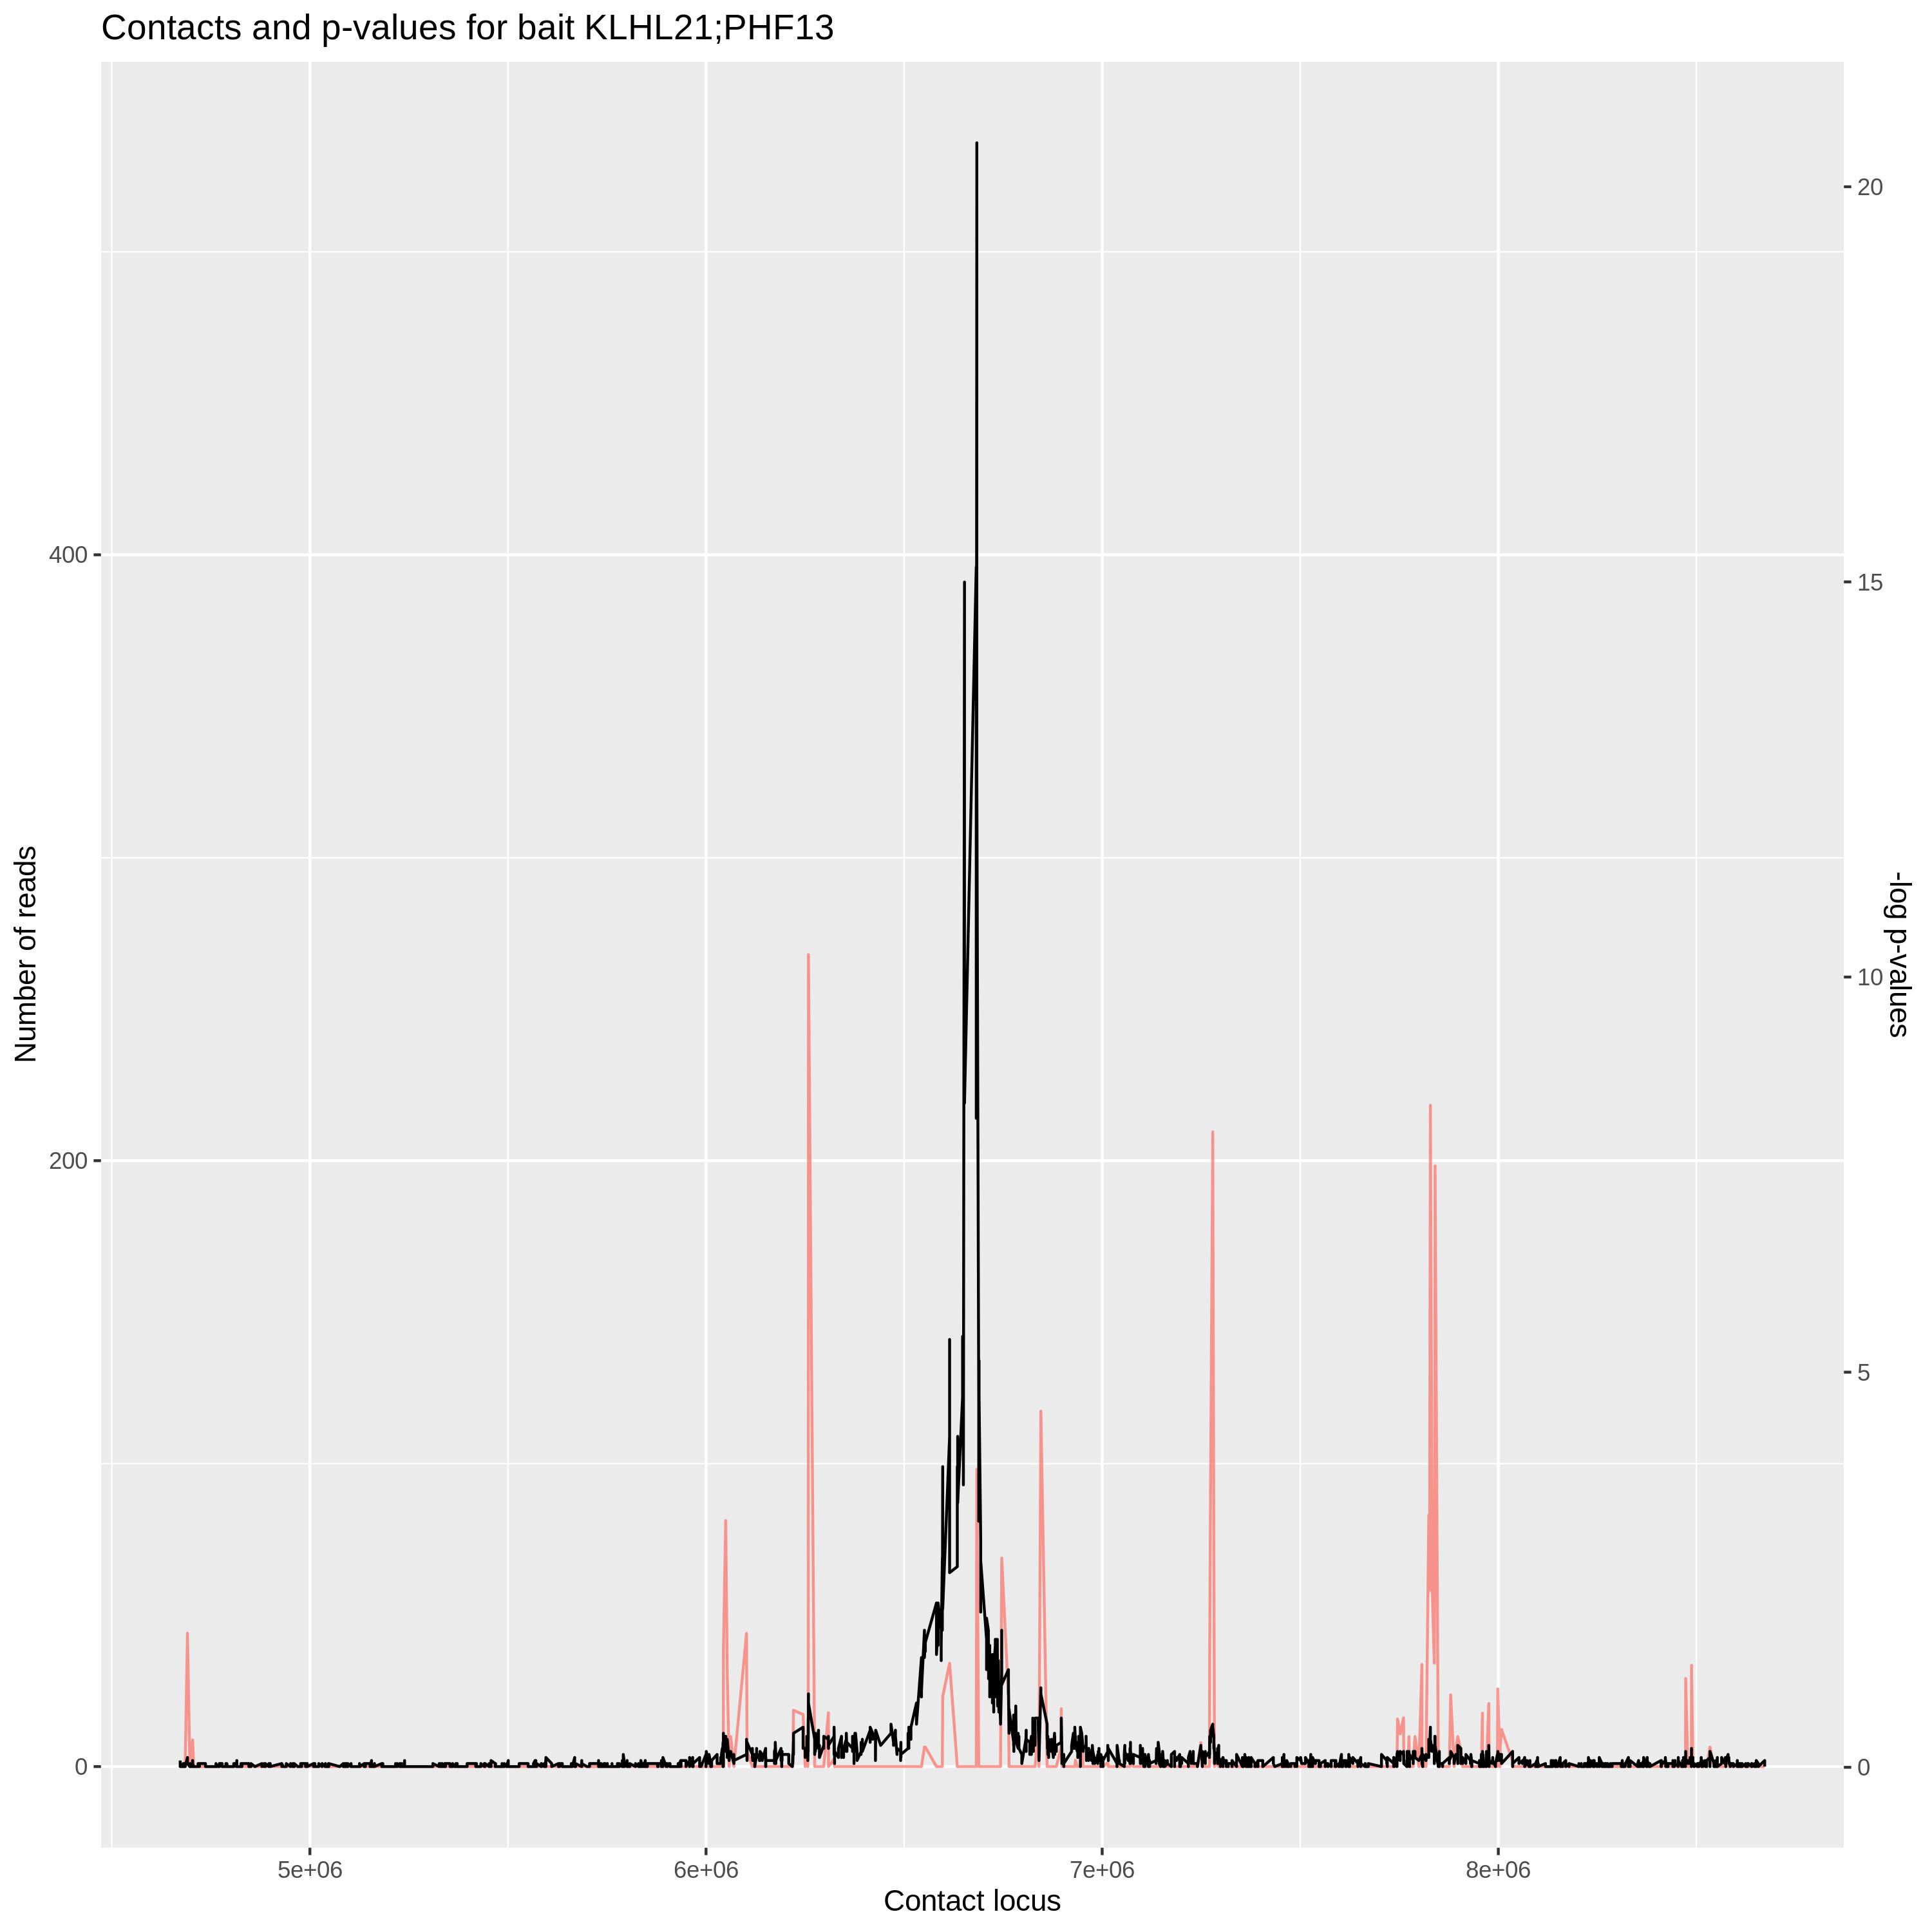 Contacts and p-values for bait KLHL21;PHF13
Number of reads
400
200
0
20
15
10
5
0
-log p-values
5e+06
6e+06
7e+06
8e+06
Contact locus